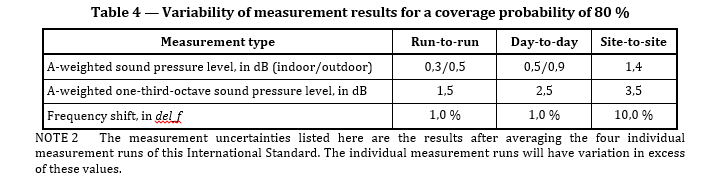 Table 4 — Variability of measurement results for a coverage probability of 80 %
Measurement type Run-to-run Day-to-day Site-to-site
A-weighted sound pressure level, in dB (indoor/outdoor) 0,3/0,5 0,5/0,9 1,4
A-weighted one-third-octave sound pressure level, in dB 1,5 2,5 3,5
Frequency shift, in del_f 1,0 % 1,0 % 10,0 %
NOTE 2 The measurement uncertainties listed here are the results after averaging the four individual
measurement runs of this International Standard. The individual measurement runs will have variation in excess
of these values.